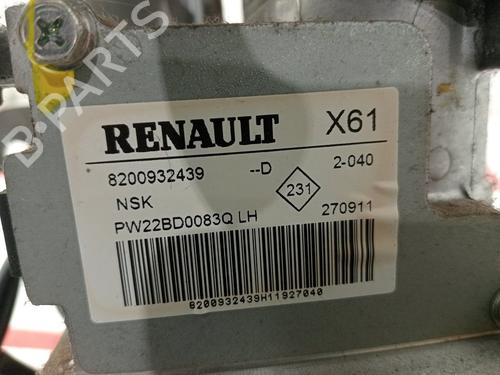 B-PARTS
RENAULT X61
8200932439 --D 2-040
NSK 231
PW22BD0083Q LH 270911
8200932439H11927040